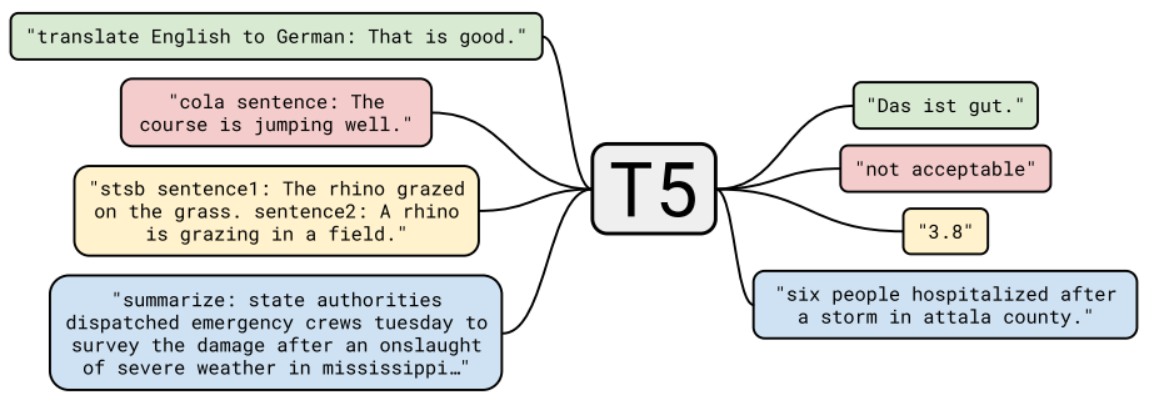 "translate English to German: That is good."
"cola sentence: The
course is jumping well."
"stsb sentence1: The rhino grazed
on the grass. sentence2: A rhino
is grazing in a field."
"summarize: state authorities
dispatched emergency crews tuesday to
survey the damage after an onslaught
of severe weather in mississippi…"
T5
"Das ist gut."
"not acceptable"
"3.8"
"six people hospitalized after
a storm in attala county."